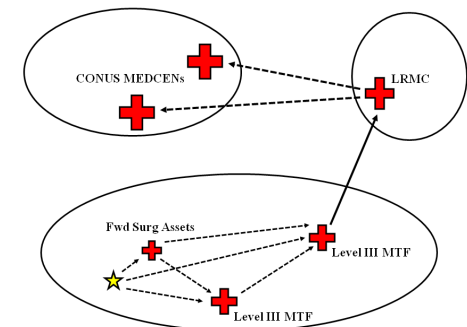 CONUS MEDCENs
LRMC
Fwd Surg Assets
Level III MTF
Level III MTF